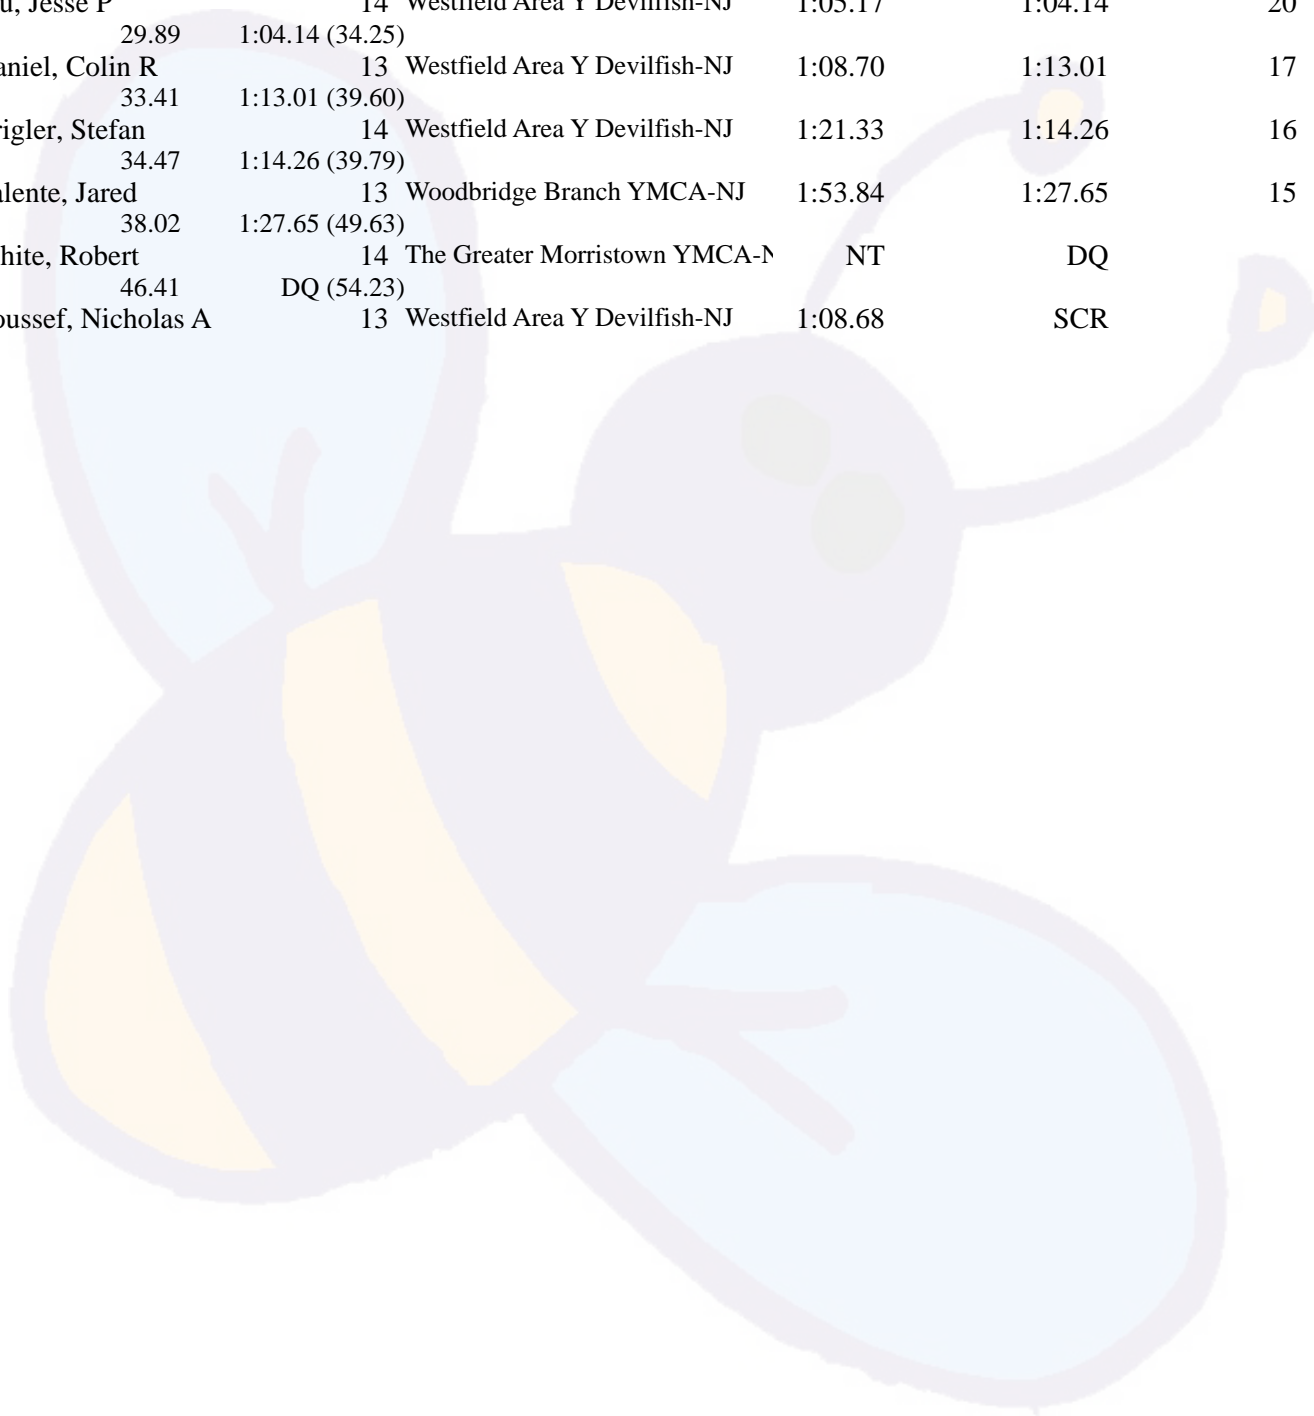 Jesse P 14 Westfield Area Y Devilfish-NJ 1:05.17 1:04.14 20
29.89 1:04.14 (34.25)
aniel, Colin R 13 Westfield Area Y Devilfish-NJ 1:08.70 1:13.01 17
33.41 1:13.01 (39.60)
rigler, Stefan 14 Westfield Area Y Devilfish-NJ 1:21.33 1:14.26 16
34.47 1:14.26 (39.79)
alente, Jared 13 Woodbridge Branch YMCA-NJ 1:53.84 1:27.65 15
38.02 1:27.65 (49.63)
hite, Robert 14 The Greater Morristown YMCA-N NT DQ
46.41 DQ (54.23)
oussef, Nicholas A 13 Westfield Area Y Devilfish-NJ 1:08.68 SCR